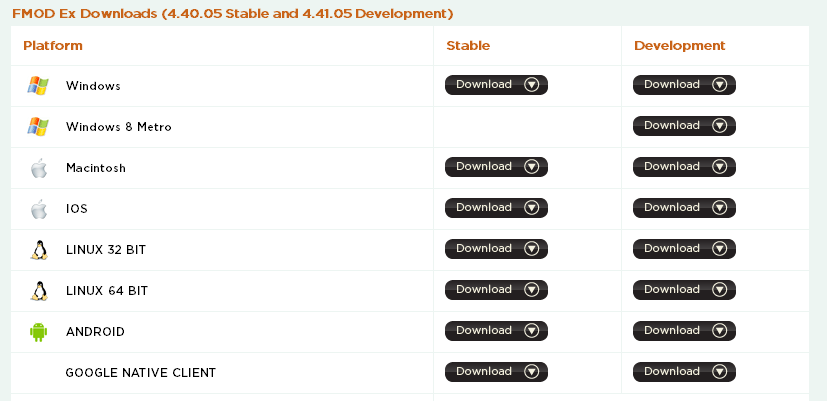 FMOD Ex Downloads (4.40.05 Stable and 4.41.05 Development)
Platform Stable Development
Windows Download Download
Windows 8 Metro Download
Macintosh Download Download
IOS Download Download
LINUX 32 BIT Download Download
LINUX 64 BIT Download Download
ANDROID Download Download
GOOGLE NATIVE CLIENT Download Download